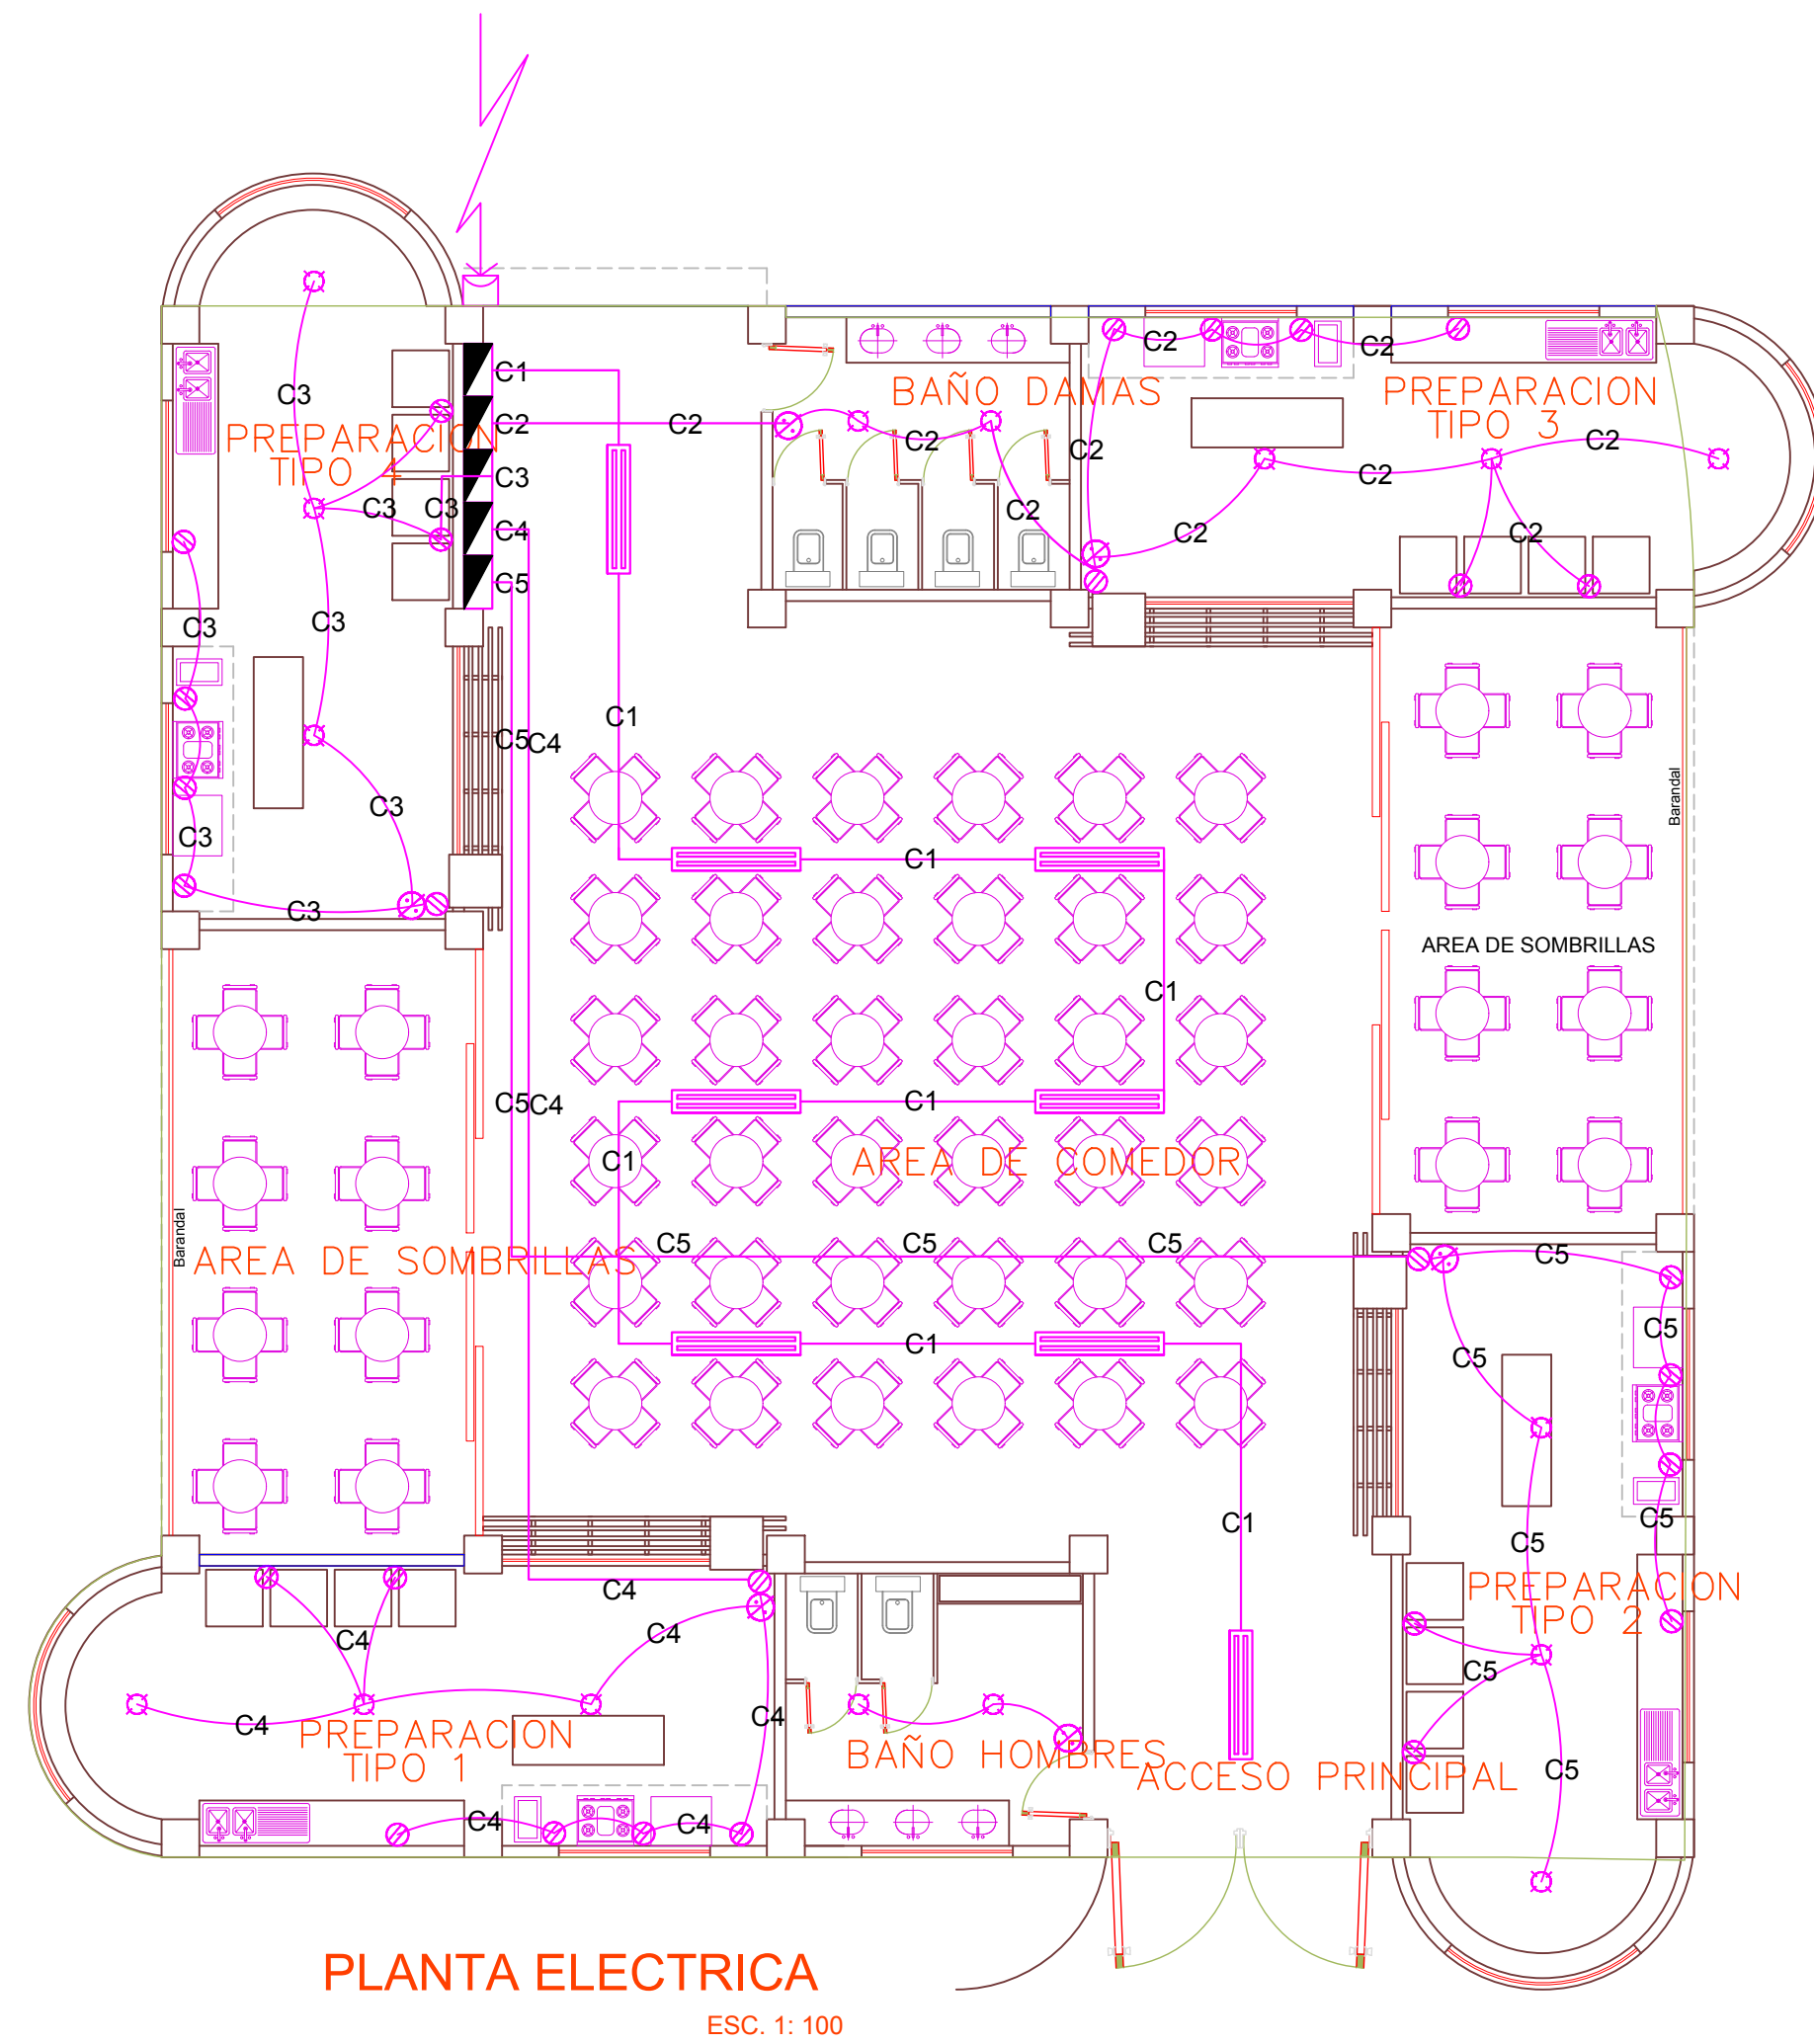 C3
C1
C2
C2
C2
C2
BAÑO DAMAS
PREPARACION
TIPO 3
PREPARACION
TIPO 4
C2
C2
C2
C3
C3
C3
C2
C2
C2
C4
C5
C3
C3
C1
C5
C4
Barandal
C3
C3
C1
C3
AREA DE SOMBRILLAS
C1
C5
C4
C1
C1
AREA DE COMEDOR
Barandal
AREA DE SOMBRILLAS
C5
C5
C5
C5
C5
C1
C5
C1
C5
C5
C4
PREPARACION
TIPO 2
C4
C4
C5
C4
C4
PREPARACION
TIPO 1
BAÑO HOMBRES
ACCESO PRINCIPAL
C5
C4
C4
PLANTA ELECTRICA
ESC. 1: 100